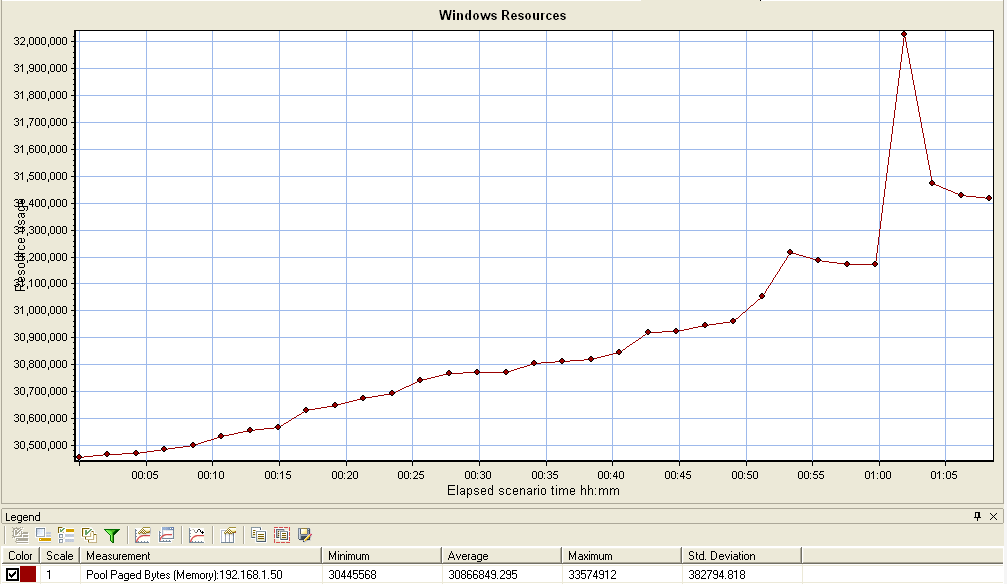 Windows Resources
32,000,000
31,900,000
31,800,000
31,700,000
31,600,000
31,500,000
31,400,000
31,300,000
31,200,000
31,100,000
31,000,000
30,900,000
30,800,000
30,700,000
30,600,000
30,500,000
Resource usage
00:05 00:10 00:15 00:20 00:25 00:30 00:35 00:40 00:45 00:50 00:55 01:00 01:05
Elapsed scenario time hh:mm
Legend
Color Scale Measurement Minimum Average Maximum Std. Deviation
1 Pool Paged Bytes (Memory):192.168.1.50 30445568 30866849.295 33574912 382794.818